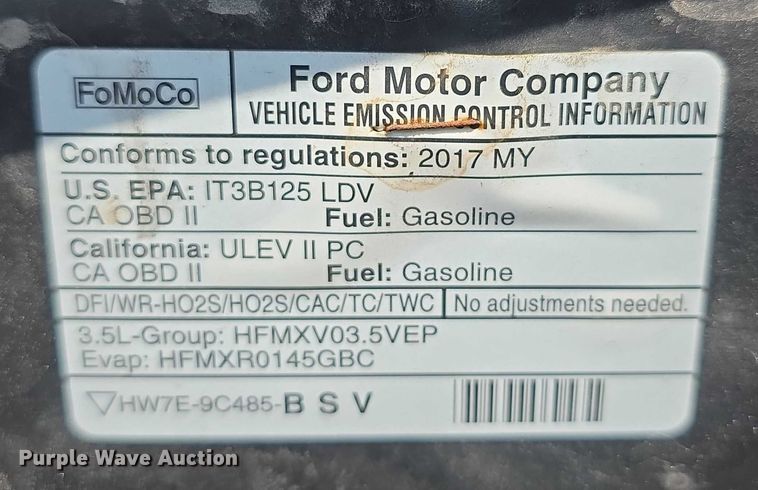 FoMoCo
Ford Motor Company
VEHICLE EMISSION CONTROL INFORMATION
Conforms to regulations: 2017 MY
U.S. EPA: IT3B125 LDV
CA OBD II Fuel: Gasoline
California: ULEV II PC
CA OBD II Fuel: Gasoline
DFI/WR-HO2S/HO2S/CAC/TC/TWC No adjustments needed.
3.5L-Group: HFMXV03.5VEP
Evap: HFMXR0145GBC
HW7E-9C485-B S V
Purple Wave Auction